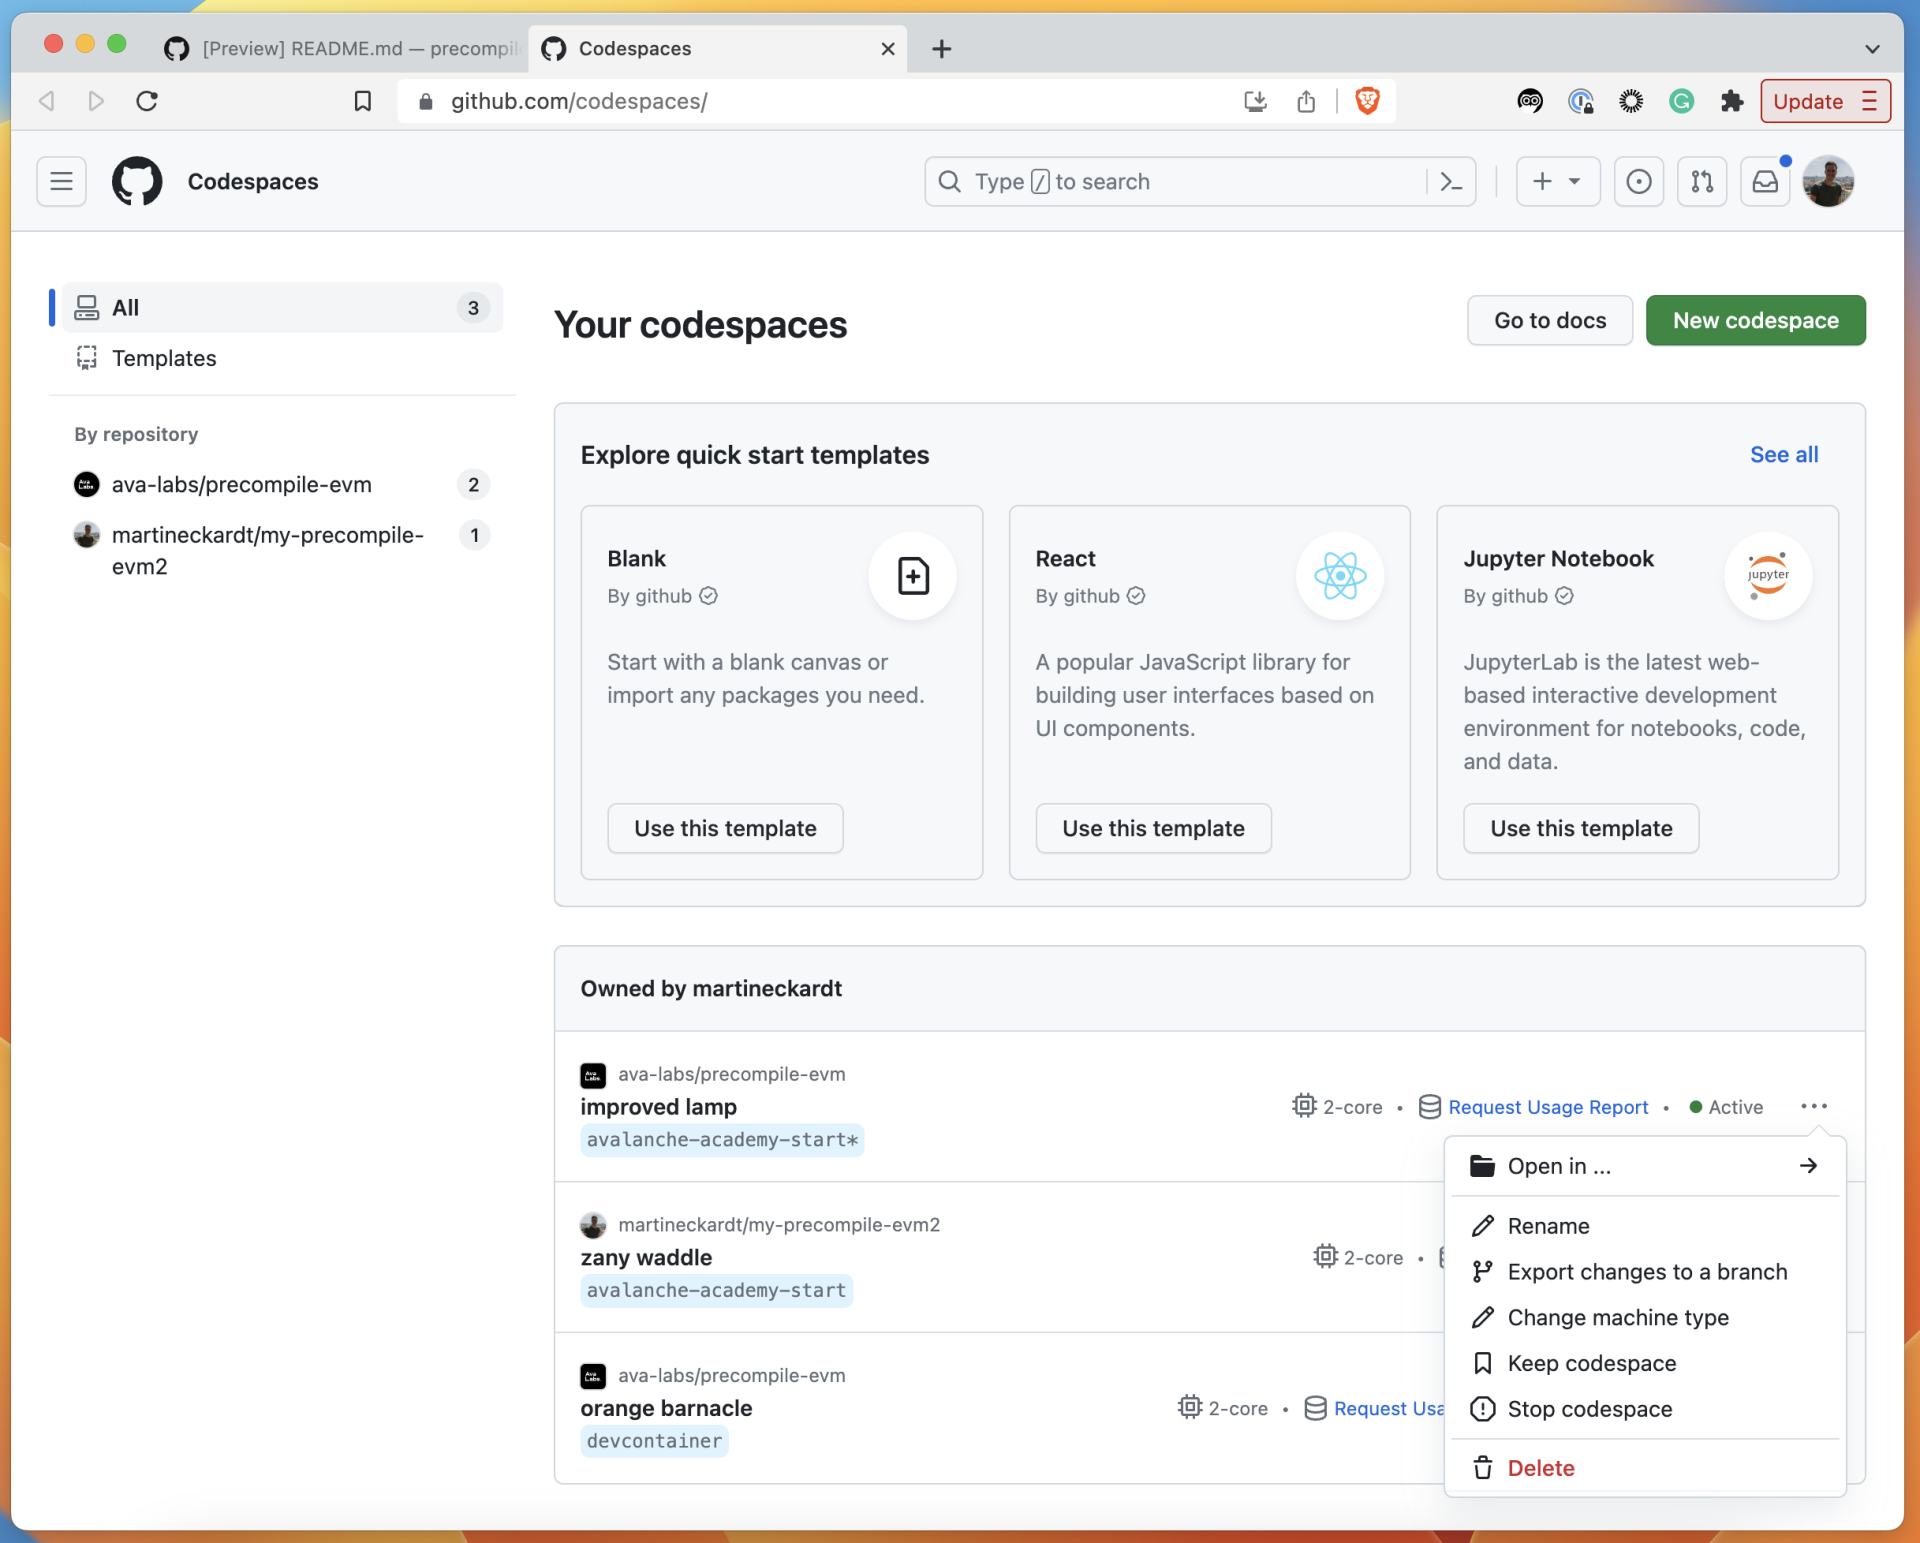 [Preview] README.md — precompil
Codespaces
github.com/codespaces/
Update
Codespaces
Type / to search
All 3
Templates
By repository
ava-labs/precompile-evm 2
martineckardt/my-precompile-evm2 1
Your codespaces
Go to docs
New codespace
Explore quick start templates
See all
Blank
By github
Start with a blank canvas or
import any packages you need.
Use this template
React
By github
A popular JavaScript library for
building user interfaces based on
UI components.
Use this template
Jupyter Notebook
By github
jupyter
JupyterLab is the latest web-
based interactive development
environment for notebooks, code,
and data.
Use this template
Owned by martineckardt
Ava Labs
ava-labs/precompile-evm
improved lamp
avalanche-academy-start*
2-core • Request Usage Report • Active ···
martineckardt/my-precompile-evm2
zany waddle
avalanche-academy-start
2-core •
Ava Labs
ava-labs/precompile-evm
orange barnacle
devcontainer
2-core • Request Usa
Open in ...
Rename
Export changes to a branch
Change machine type
Keep codespace
Stop codespace
Delete